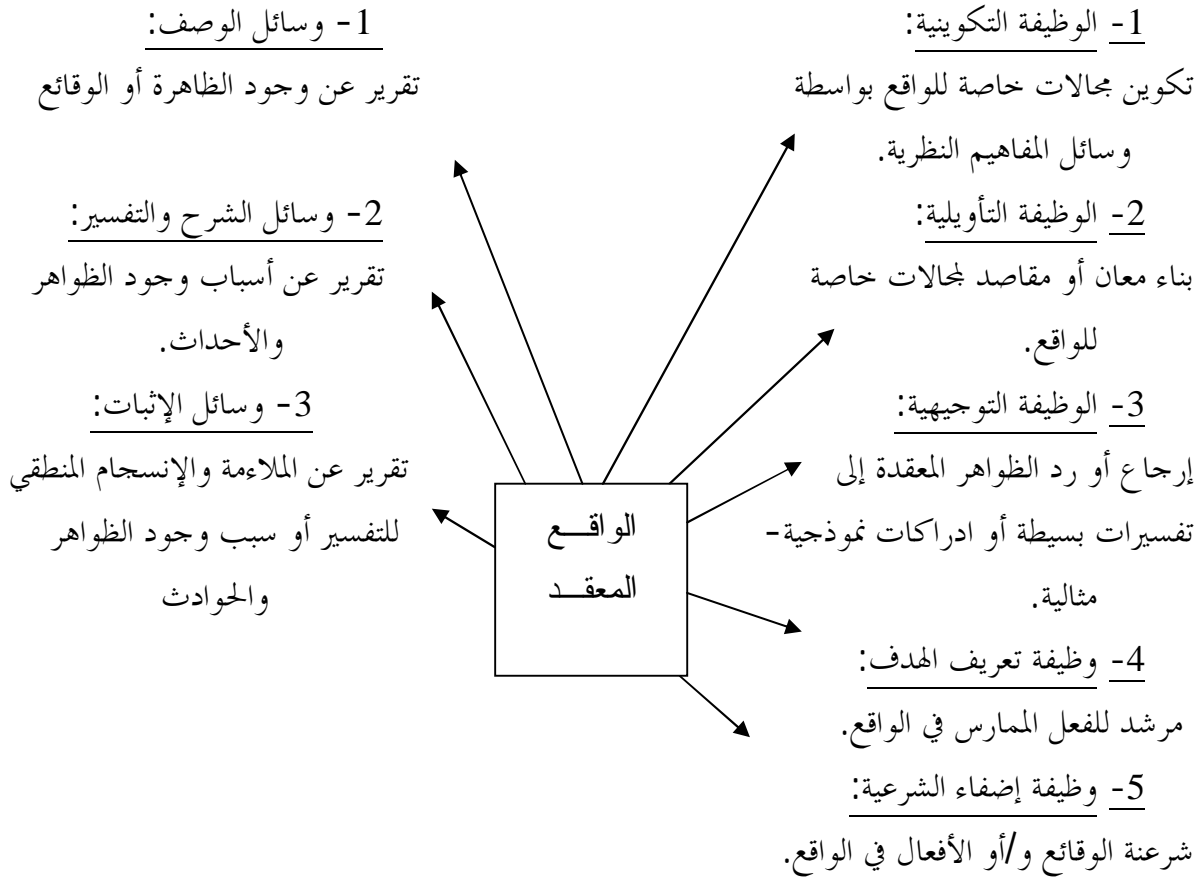 1- الوظيفة التكوينية:
تكوين مجالات خاصة للواقع بواسطة
وسائل المفاهيم النظرية.
2- الوظيفة التأويلية:
بناء معان أو مقاصد لمجالات خاصة
للواقع.
3- الوظيفة التوجيهية:
إرجاع أو رد الظواهر المعقدة إلى
تفسيرات بسيطة أو ادراكات نموذجية-
مثالية.
4- وظيفة تعريف الهدف:
مرشد للفعل الممارس في الواقع.
5- وظيفة إضفاء الشرعية:
شرعنة الوقائع و/أو الأفعال في الواقع.
الواقـــع
المعقـــد
1- وسائل الوصف:
تقرير عن وجود الظاهرة أو الوقائع
2- وسائل الشرح والتفسير:
تقرير عن أسباب وجود الظواهر
والأحداث.
3- وسائل الإثبات:
تقرير عن الملاءمة والإنسجام المنطقي
للتفسير أو سبب وجود الظواهر
والحوادث